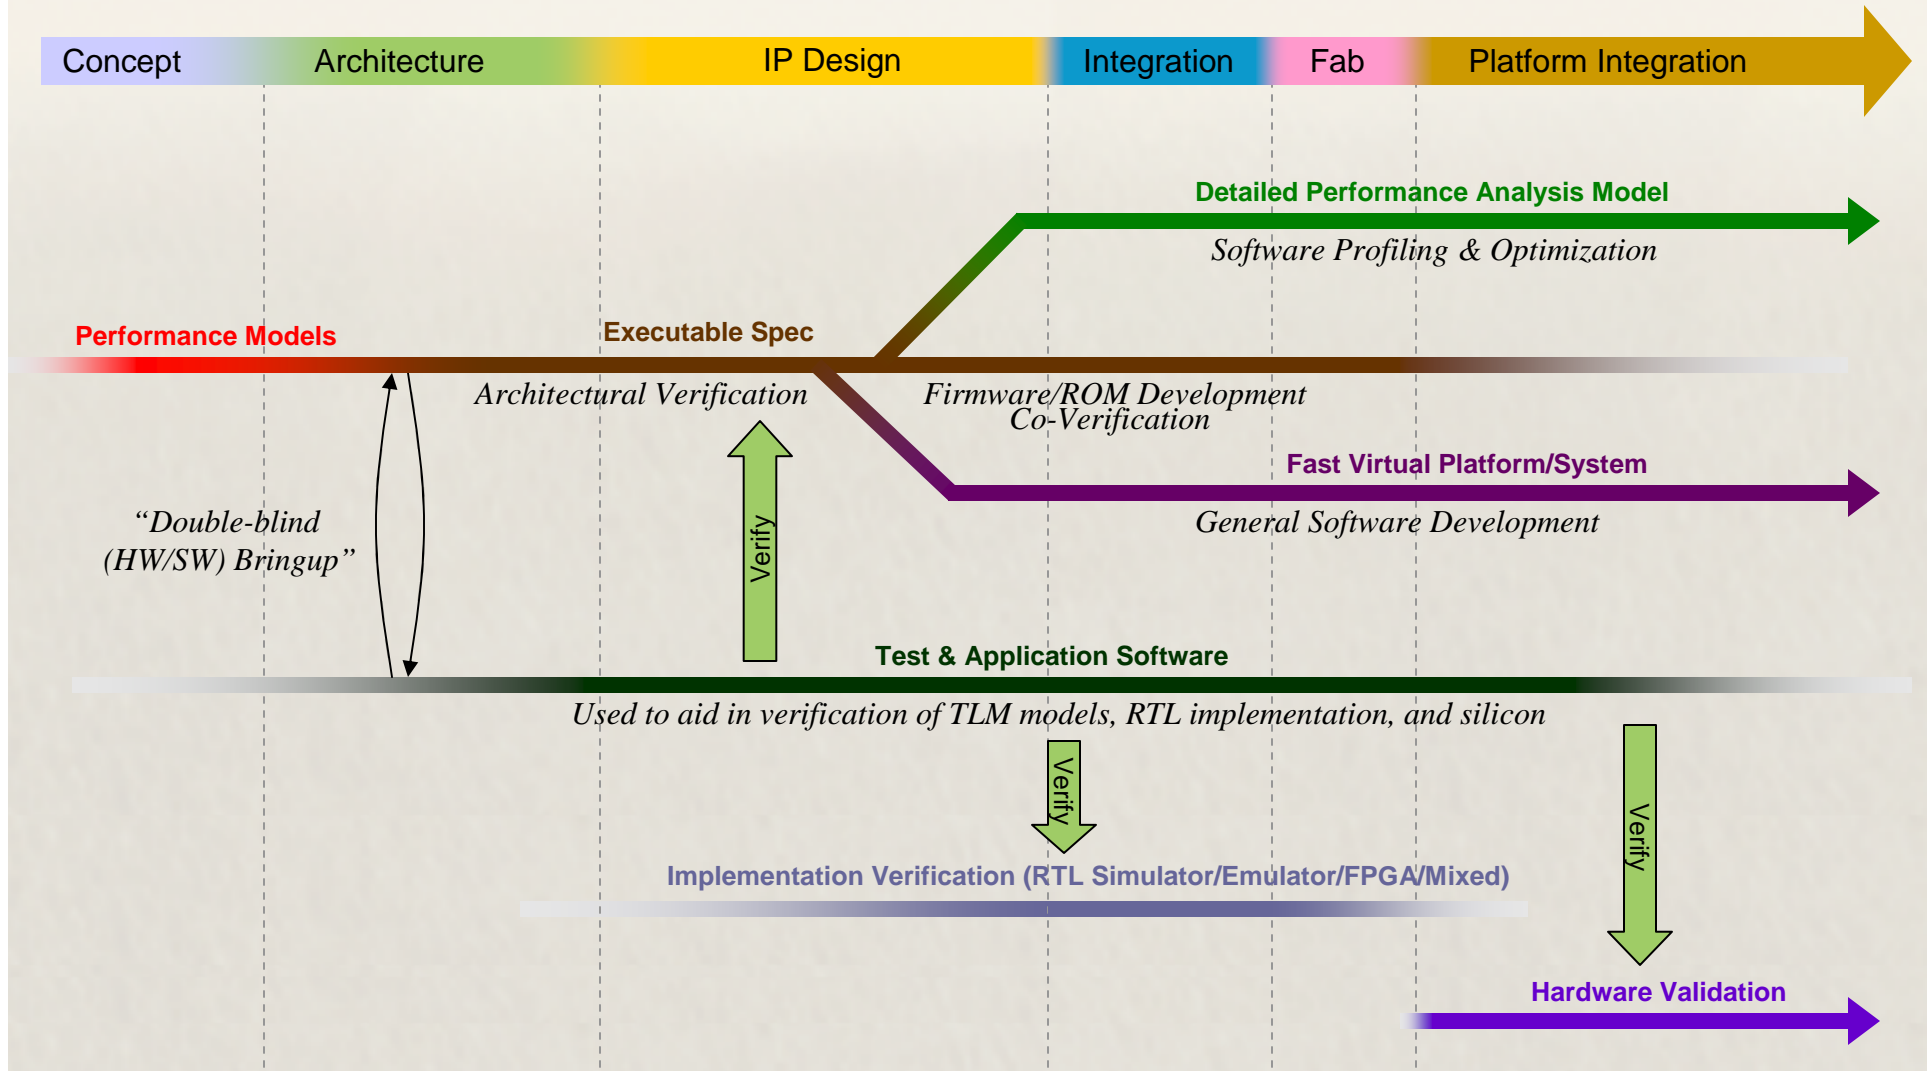 Concept
Architecture
IP Design
Integration
Fab
Platform Integration
Detailed Performance Analysis Model
Software Profiling & Optimization
Performance Models
Executable Spec
Architectural Verification
Firmware/ROM Development
Co-Verification
Fast Virtual Platform/System
General Software Development
“Double-blind
(HW/SW) Bringup”
Verify
Test & Application Software
Used to aid in verification of TLM models, RTL implementation, and silicon
Verify
Verify
Implementation Verification (RTL Simulator/Emulator/FPGA/Mixed)
Hardware Validation